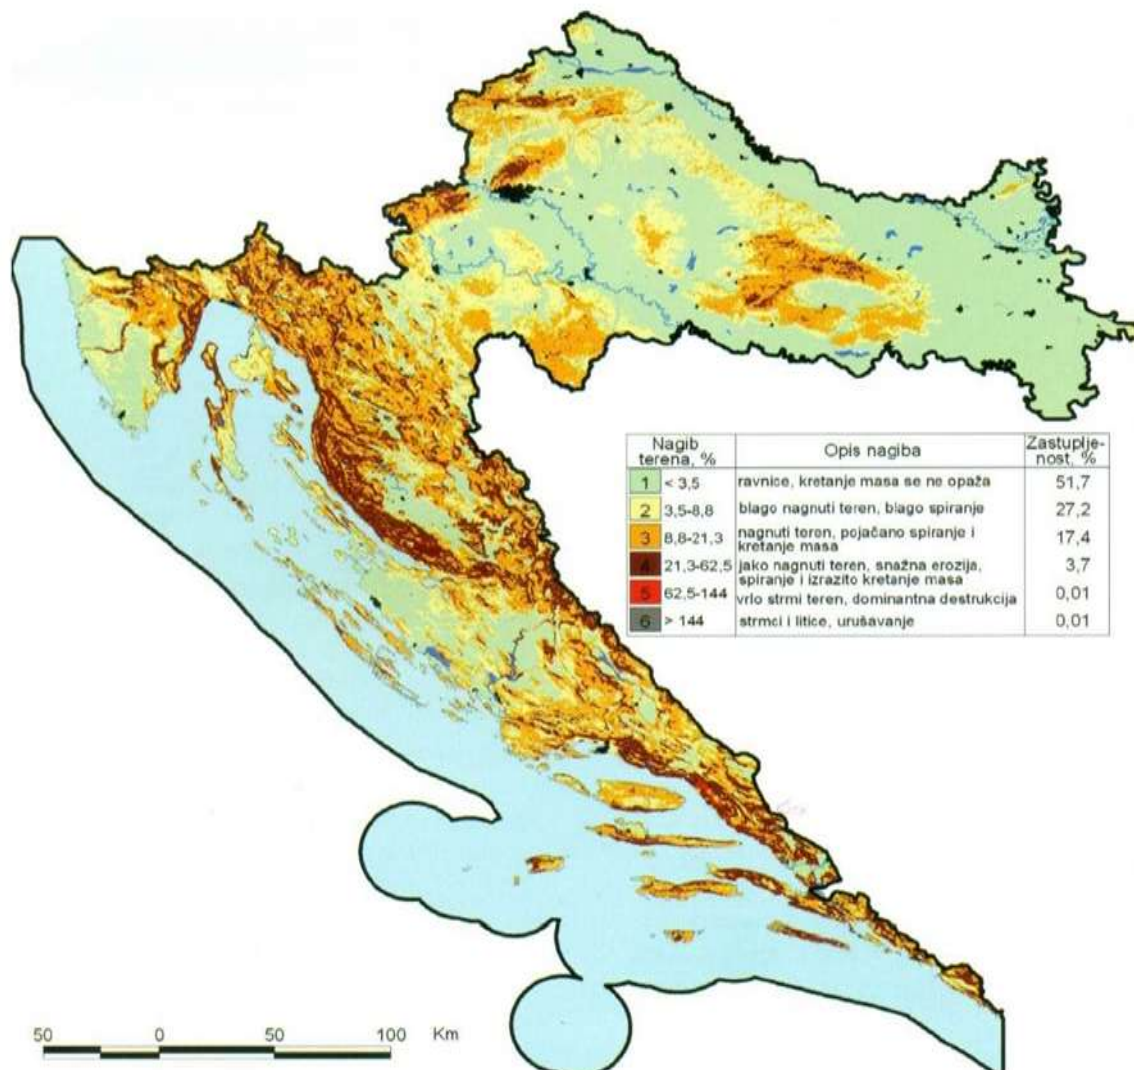 Nagib terena, % Opis nagiba Zastuplje-nost, %
1 < 3,5 ravnice, kretanje masa se ne opaža 51,7
2 3,5-8,8 blago nagnuti teren, blago spiranje 27,2
3 8,8-21,3 nagnuti teren, pojačano spiranje i kretanje masa 17,4
4 21,3-62,5 jako nagnuti teren, snažna erozija, spiranje i izrazito kretanje masa 3,7
5 62,5-144 vrlo strmi teren, dominantna destrukcija 0,01
6 > 144 strmci i litice, urušavanje 0,01
50 0 50 100 Km